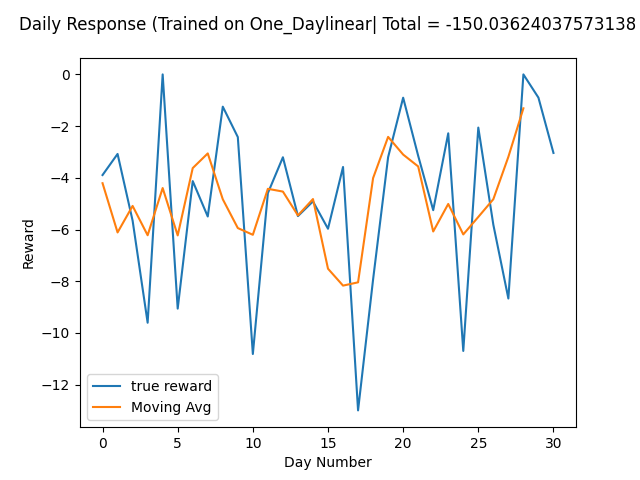 Daily Response (Trained on One_Daylinear| Total = -150.03624037573138
0
−2
−4
−6
−8
−10
−12
Reward
true reward
Moving Avg
0 5 10 15 20 25 30
Day Number